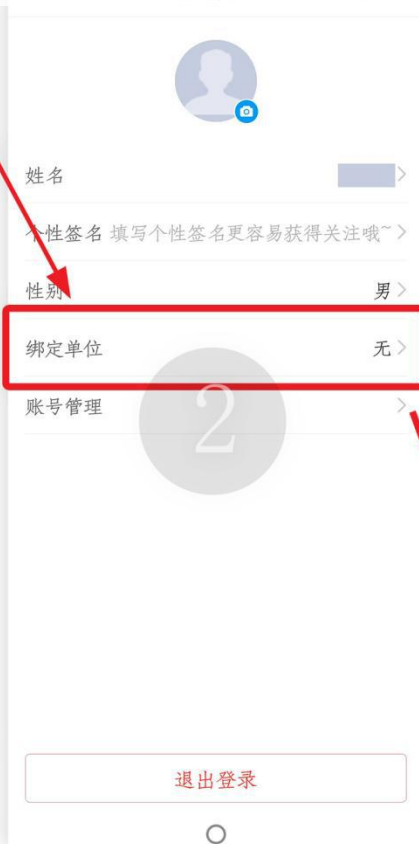 姓名
个性签名 填写个性签名更容易获得关注哦~
性别 男
绑定单位 无
账号管理
2
退出登录